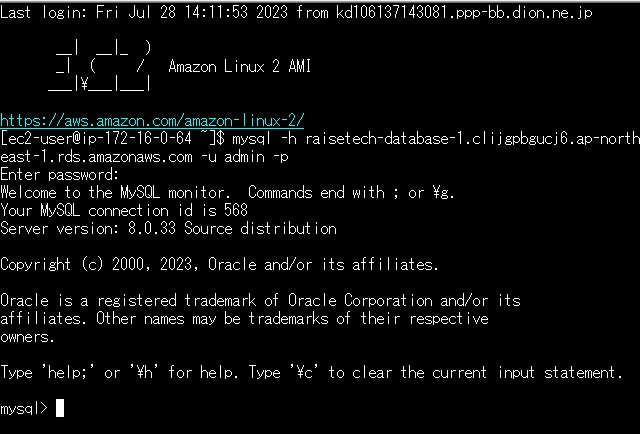 Last login: Fri Jul 28 14:11:53 2023 from kd106137143081.ppp-bb.dion.ne.jp
       __|  __|_  )
       _|  (     /   Amazon Linux 2 AMI
      ___|¥___|___|
https://aws.amazon.com/amazon-linux-2/
[ec2-user@ip-172-16-0-64 ~]$ mysql -h raisetech-database-1.clijgpbgucj6.ap-north
east-1.rds.amazonaws.com -u admin -p
Enter password:
Welcome to the MySQL monitor.  Commands end with ; or ¥g.
Your MySQL connection id is 568
Server version: 8.0.33 Source distribution
Copyright (c) 2000, 2023, Oracle and/or its affiliates.
Oracle is a registered trademark of Oracle Corporation and/or its
affiliates. Other names may be trademarks of their respective
owners.
Type 'help;' or '¥h' for help. Type '¥c' to clear the current input statement.
mysql>